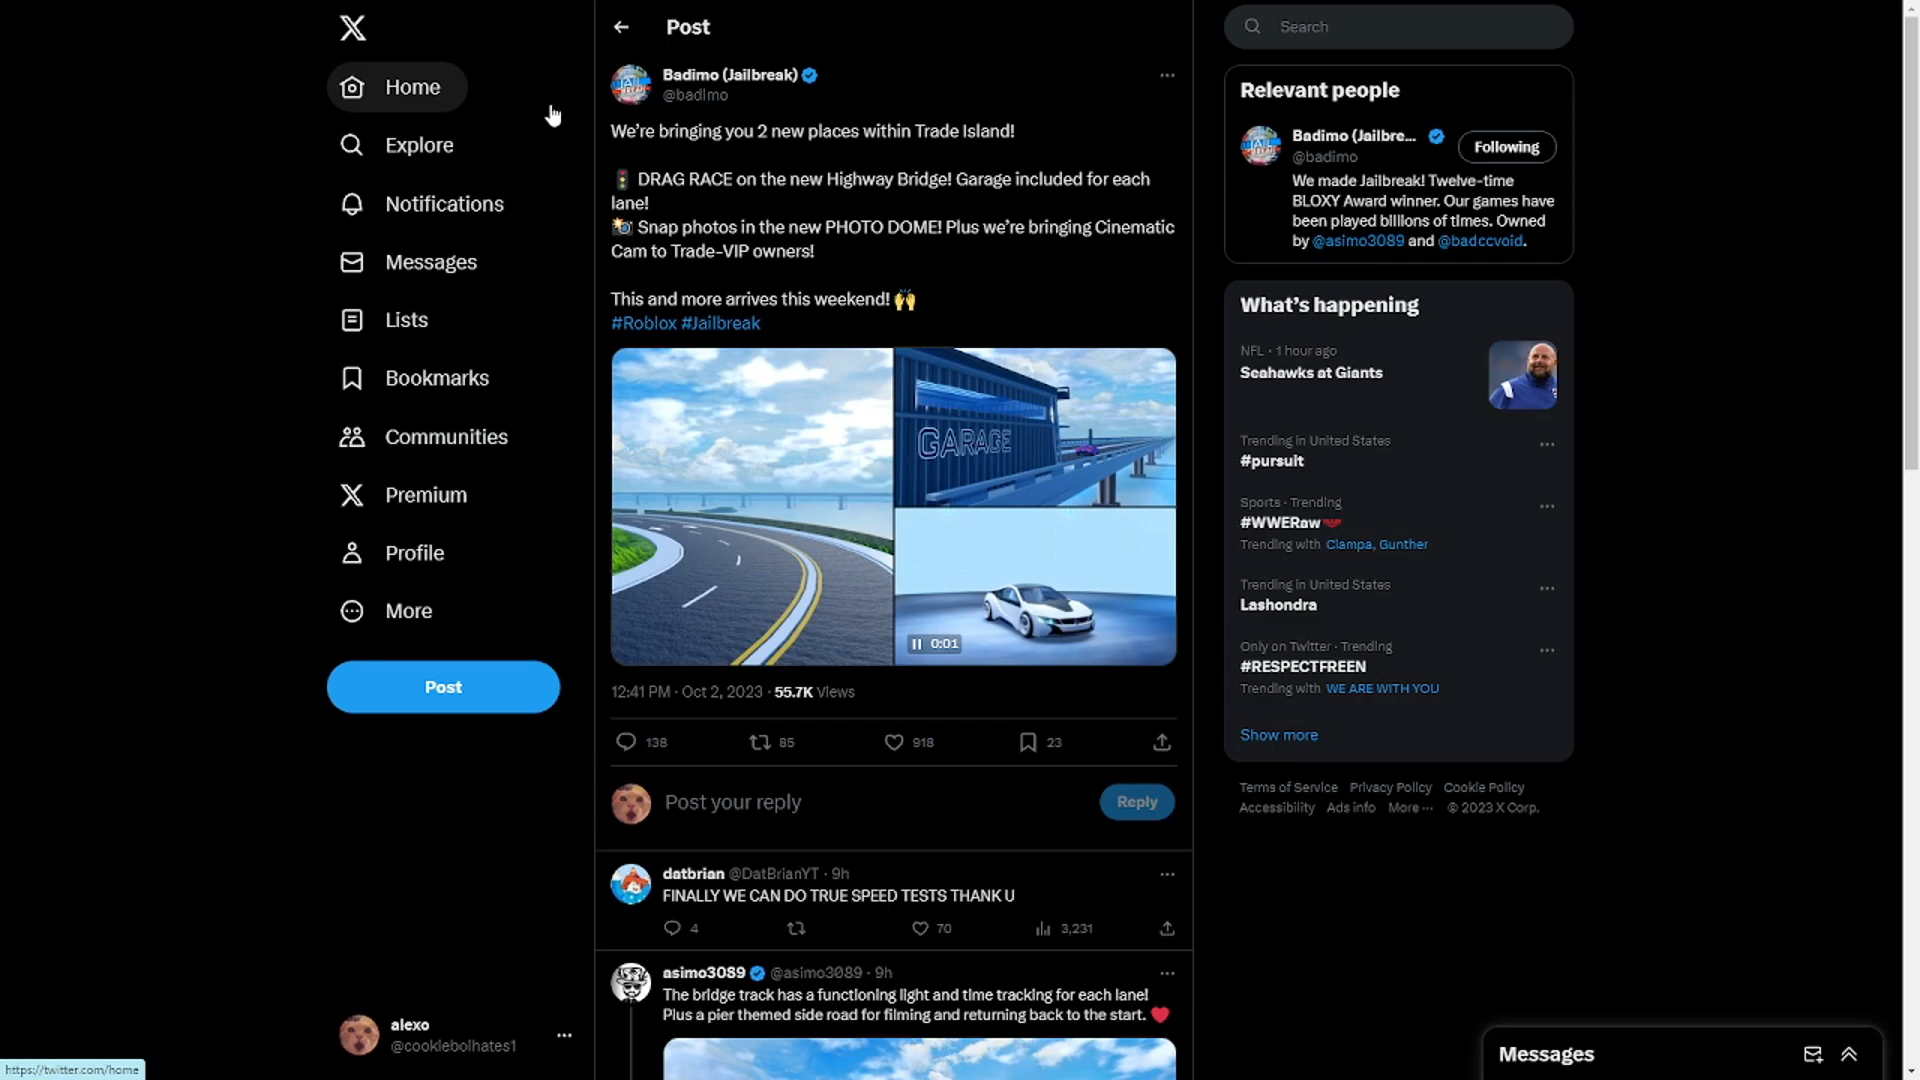 Home
Explore
Notifications
Messages
Lists
Bookmarks
Communities
Premium
Profile
More
Post
alexo
@cooklebolhates1
https://twitter.com/home
Post
Badimo (Jailbreak)
@badimo
We're bringing you 2 new places within Trade Island!
🚦 DRAG RACE on the new Highway Bridge! Garage included for each
lane!
📸 Snap photos in the new PHOTO DOME! Plus we're bringing Cinematic
Cam to Trade-VIP owners!
This and more arrives this weekend! 🙌
#Roblox #Jailbreak
GARAGE
0:01
12:41 PM · Oct 2, 2023 · 55.7K Views
138 85 918 23
Post your reply
Reply
datbrian @DatBrianYT · 9h
FINALLY WE CAN DO TRUE SPEED TESTS THANK U
4 70 3,231
asimo3089 @asimo3089 · 9h
The bridge track has a functioning light and time tracking for each lane!
Plus a pier themed side road for filming and returning back to the start. ❤️
Search
Relevant people
Badimo (Jailbre...
@badimo
Following
We made Jailbreak! Twelve-time
BLOXY Award winner. Our games have
been played billions of times. Owned
by @asimo3089 and @badccvoid.
What's happening
NFL · 1 hour ago
Seahawks at Giants
Trending in United States
#pursuit
Sports · Trending
#WWERaw
Trending with Ciampa, Gunther
Trending in United States
Lashondra
Only on Twitter · Trending
#RESPECTFREEN
Trending with WE ARE WITH YOU
Show more
Terms of Service Privacy Policy Cookie Policy
Accessibility Ads info More ··· © 2023 X Corp.
Messages